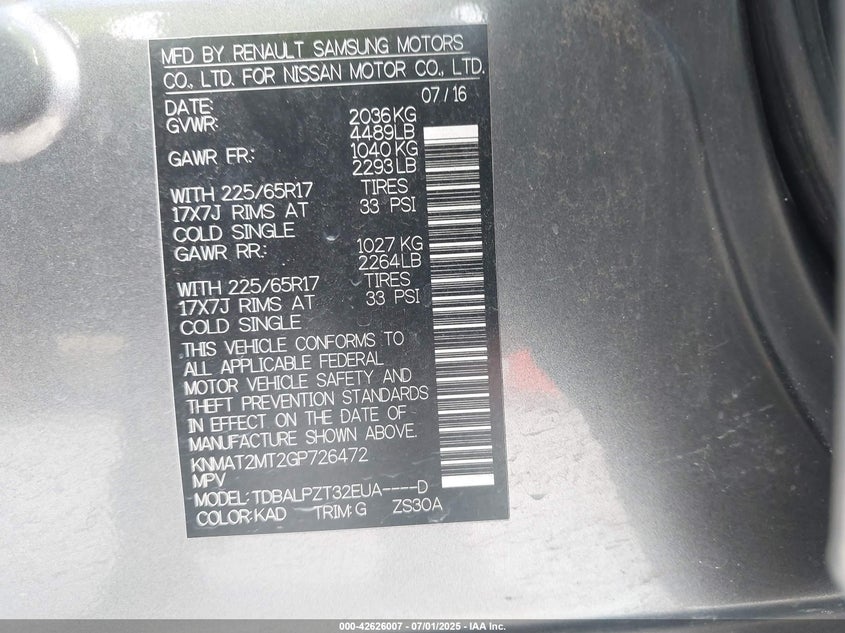 MFD BY RENAULT SAMSUNG MOTORS
CO., LTD. FOR NISSAN MOTOR CO., LTD.
DATE: 07/16
GVWR: 2036KG
4489LB
GAWR FR.: 1040KG
2293LB
WITH 225/65R17 TIRES
17X7J RIMS AT 33 PSI
COLD SINGLE
GAWR RR.: 1027 KG
2264LB
WITH 225/65R17 TIRES
17X7J RIMS AT 33 PSI
COLD SINGLE
THIS VEHICLE CONFORMS TO
ALL APPLICABLE FEDERAL
MOTOR VEHICLE SAFETY AND
THEFT PREVENTION STANDARDS
IN EFFECT ON THE DATE OF
MANUFACTURE SHOWN ABOVE.
KNMAT2MT2GP726472
MPV
MODEL: TDBALPZT32EUA----D
COLOR:KAD TRIM:G ZS30A
000-42626007 - 07/01/2025 - IAA Inc.